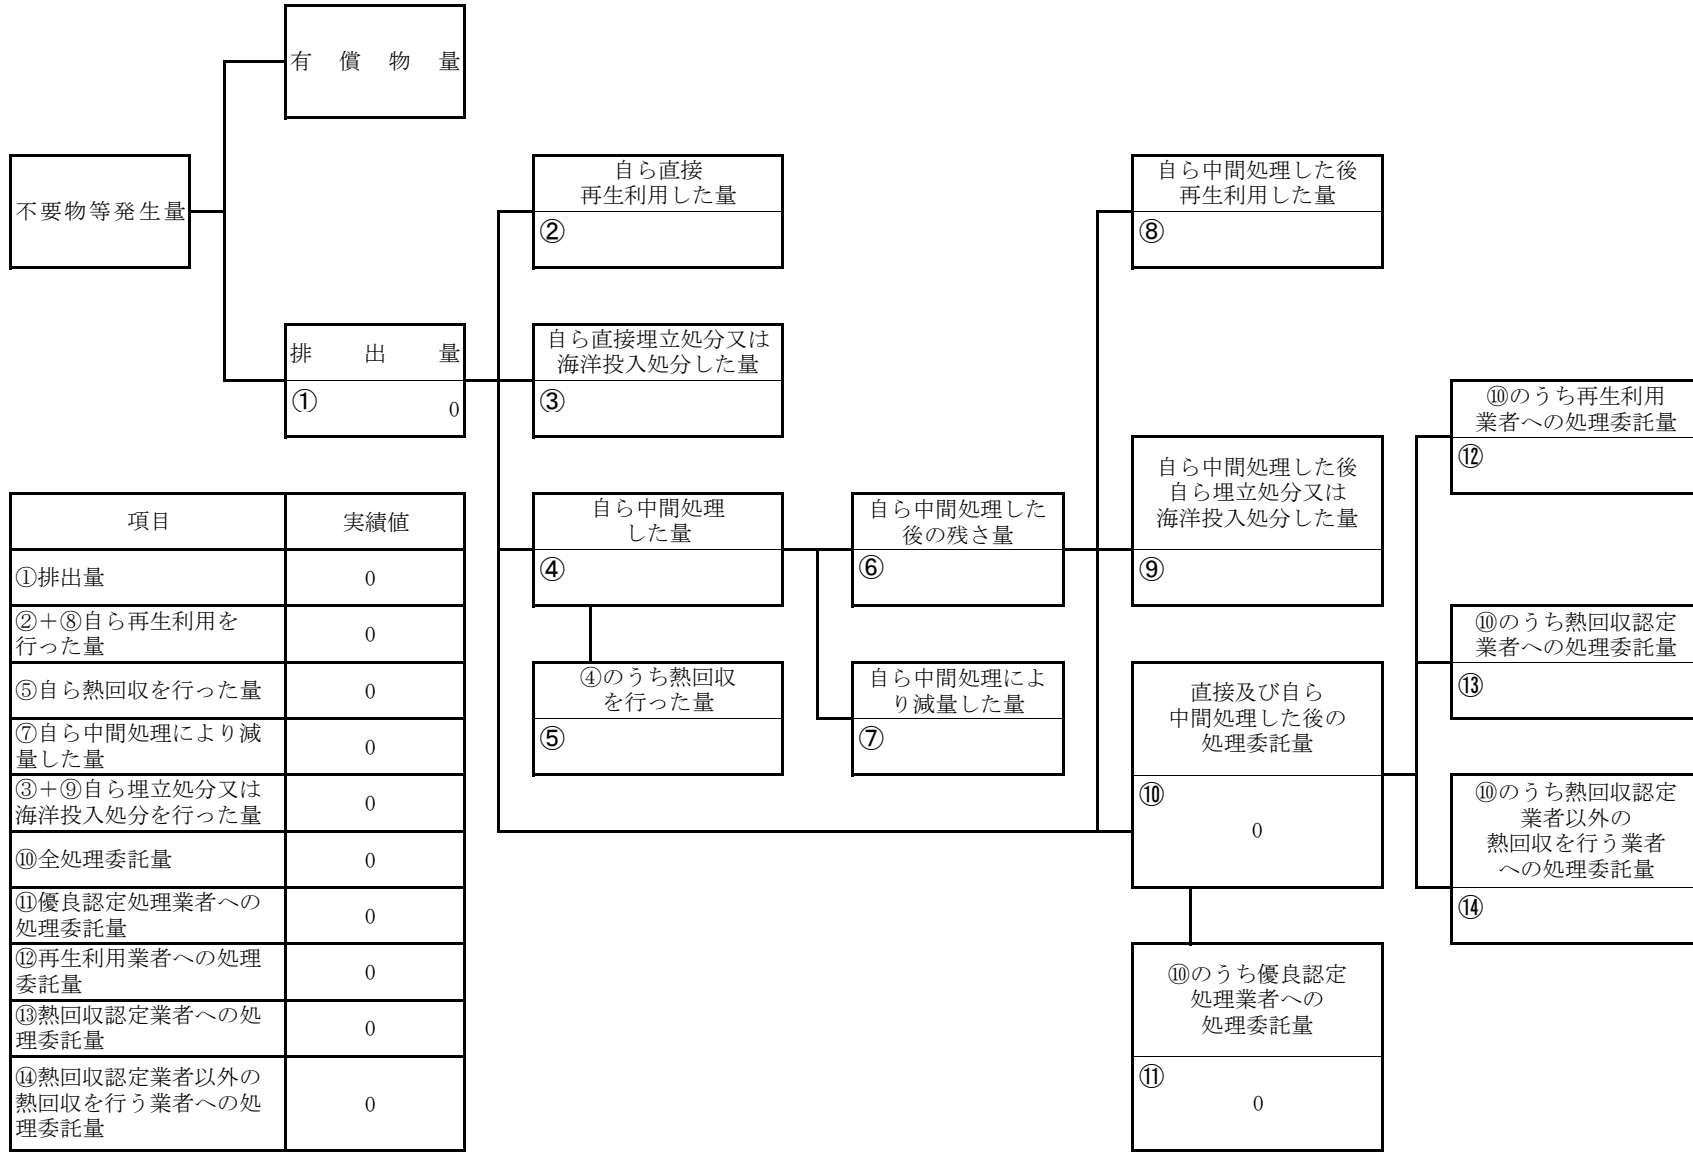 有償物量
不要物等発生量
排出量
①
0
自ら直接
再生利用した量
②
自ら直接埋立処分又は
海洋投入処分した量
③
自ら中間処理
した量
④
④のうち熱回収
を行った量
⑤
自ら中間処理した
後の残さ量
⑥
自ら中間処理によ
り減量した量
⑦
自ら中間処理した後
再生利用した量
⑧
自ら中間処理した後
自ら埋立処分又は
海洋投入処分した量
⑨
直接及び自ら
中間処理した後の
処理委託量
⑩
0
⑩のうち優良認定
処理業者への
処理委託量
⑪
0
⑩のうち再生利用
業者への処理委託量
⑫
⑩のうち熱回収認定
業者への処理委託量
⑬
⑩のうち熱回収認定
業者以外の
熱回収を行う業者
への処理委託量
⑭
項目 実績値
①排出量 0
②＋⑧自ら再生利用を
行った量 0
⑤自ら熱回収を行った量 0
⑦自ら中間処理により減
量した量 0
③＋⑨自ら埋立処分又は
海洋投入処分を行った量 0
⑩全処理委託量 0
⑪優良認定処理業者への
処理委託量 0
⑫再生利用業者への処理
委託量 0
⑬熱回収認定業者への処
理委託量 0
⑭熱回収認定業者以外の
熱回収を行う業者への処
理委託量 0